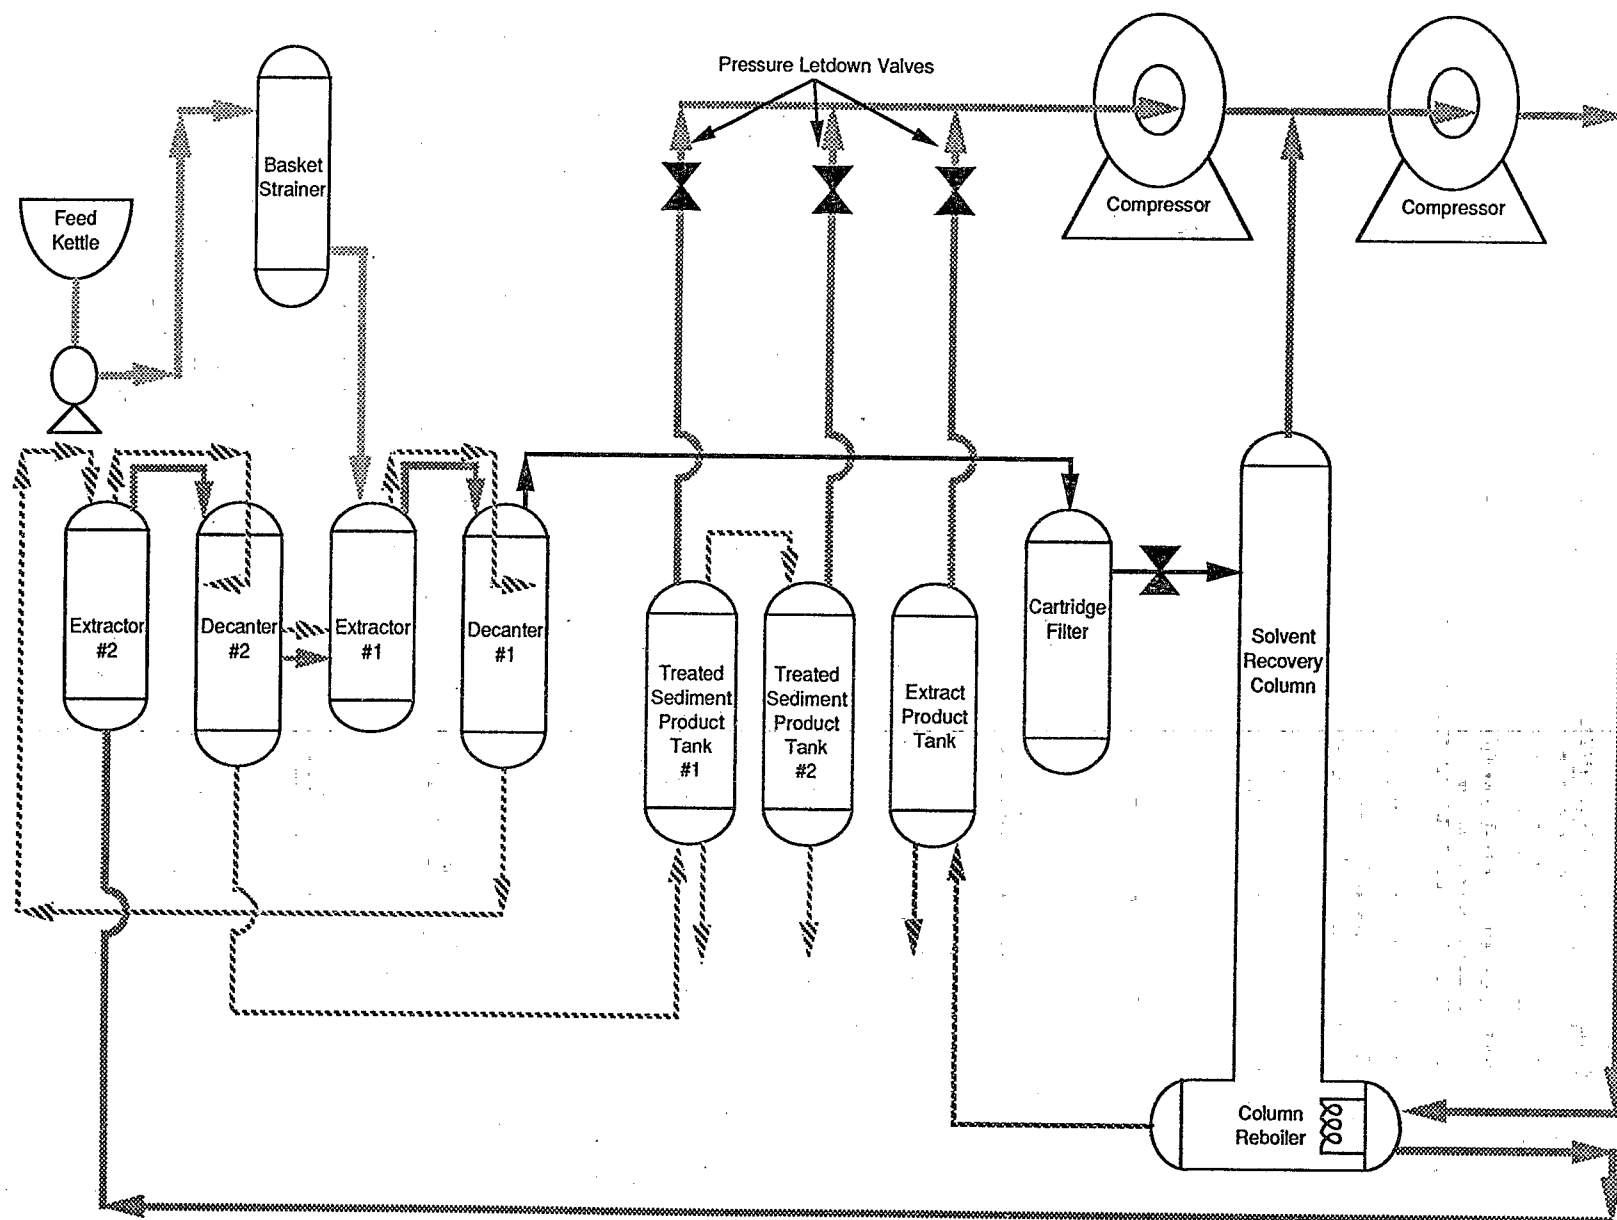 Pressure Letdown Valves
Basket
Strainer
Feed
Kettle
Compressor
Compressor
Extractor
#2
Decanter
#2
Extractor
#1
Decanter
#1
Treated
Sediment
Product
Tank
#1
Treated
Sediment
Product
Tank
#2
Extract
Product
Tank
Cartridge
Filter
Solvent
Recovery
Column
Column
Reboiler